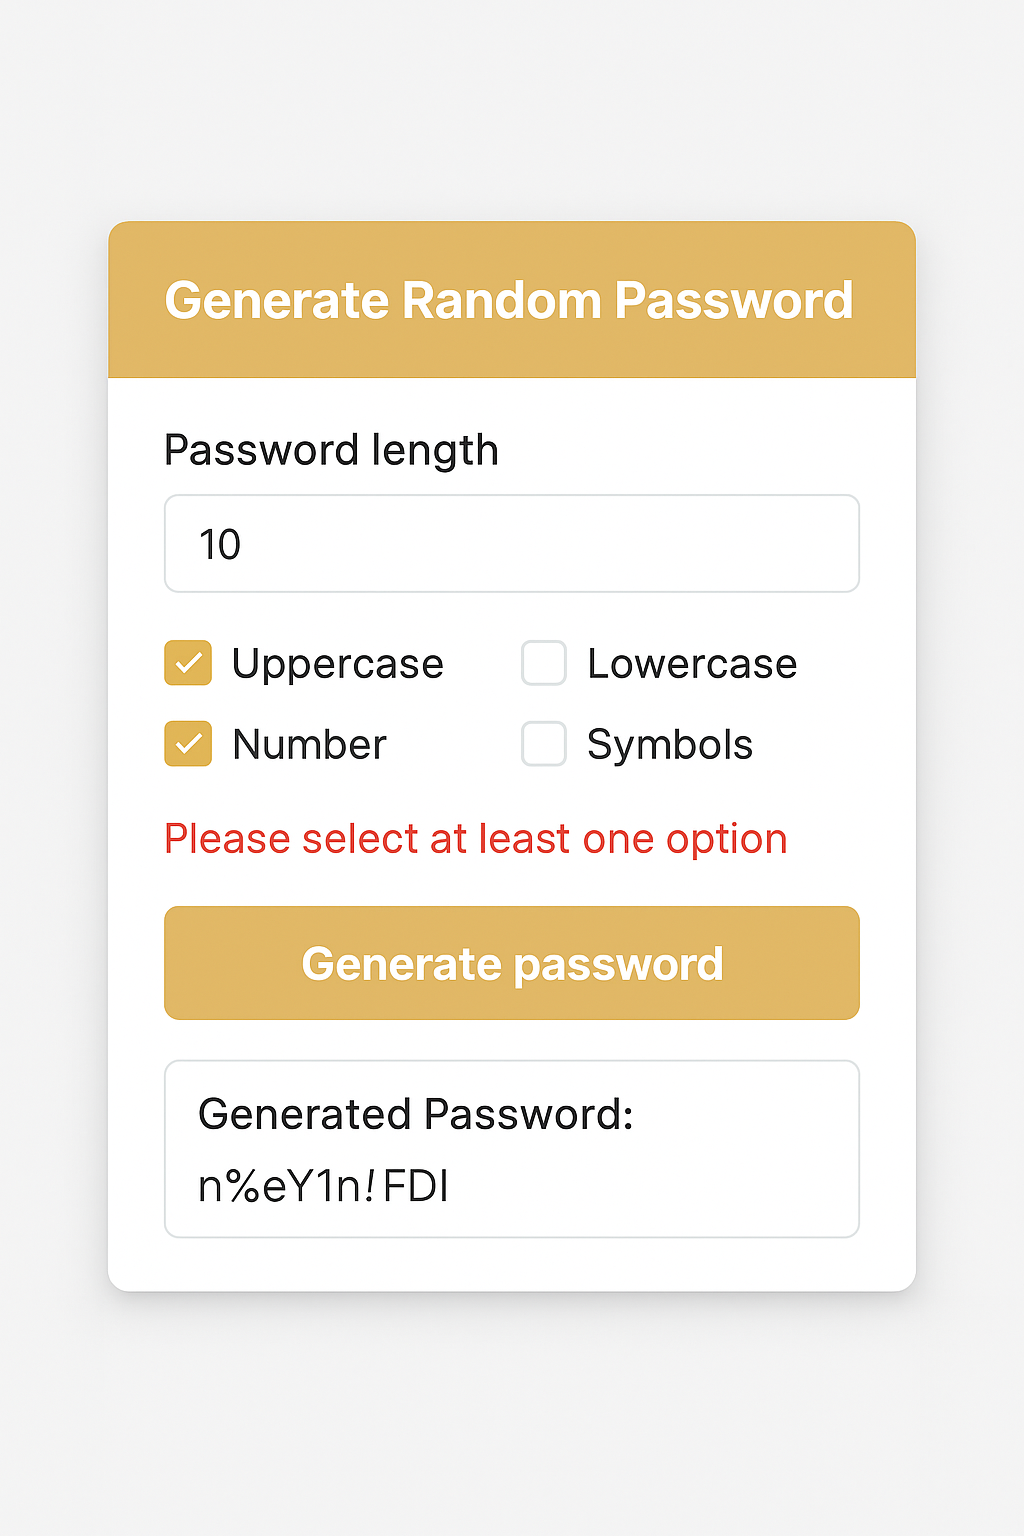 Generate Random Password
Password length
10
Uppercase
Lowercase
Number
Symbols
Please select at least one option
Generate password
Generated Password:
n%eY1n!FDI